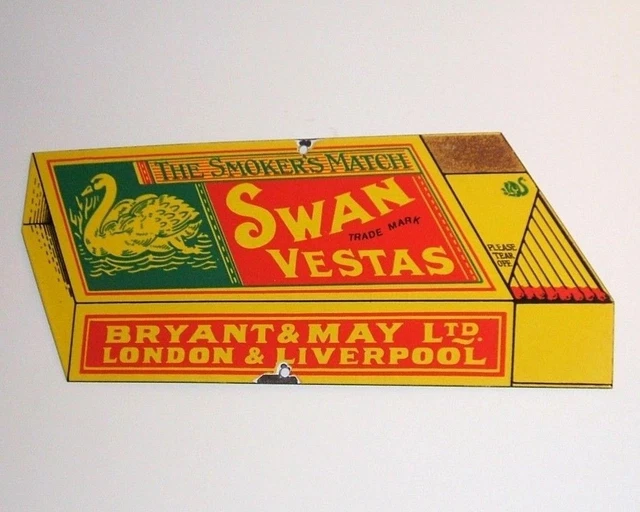 THE SMOKER'S MATCH
SWAN
TRADE MARK
VESTAS
PLEASE
TEAR
OFF
BRYANT & MAY LTD.
LONDON & LIVERPOOL